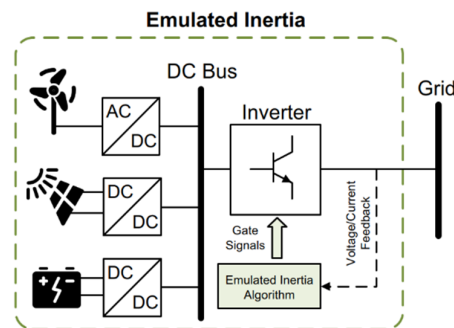 Emulated Inertia
DC Bus
Grid
AC
DC
Inverter
DC
DC
Gate
Signals
Voltage/Current
Feedback
DC
DC
Emulated Inertia
Algorithm